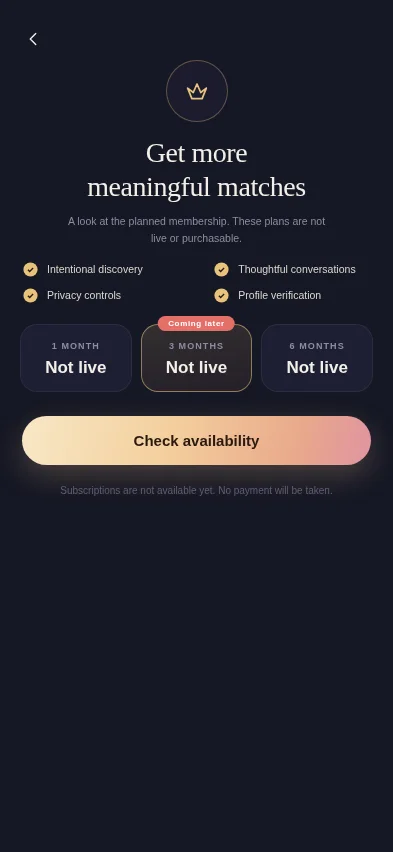 Get more
meaningful matches
A look at the planned membership. These plans are not
live or purchasable.
Intentional discovery
Thoughtful conversations
Privacy controls
Profile verification
Coming later
1 MONTH
Not live
3 MONTHS
Not live
6 MONTHS
Not live
Check availability
Subscriptions are not available yet. No payment will be taken.